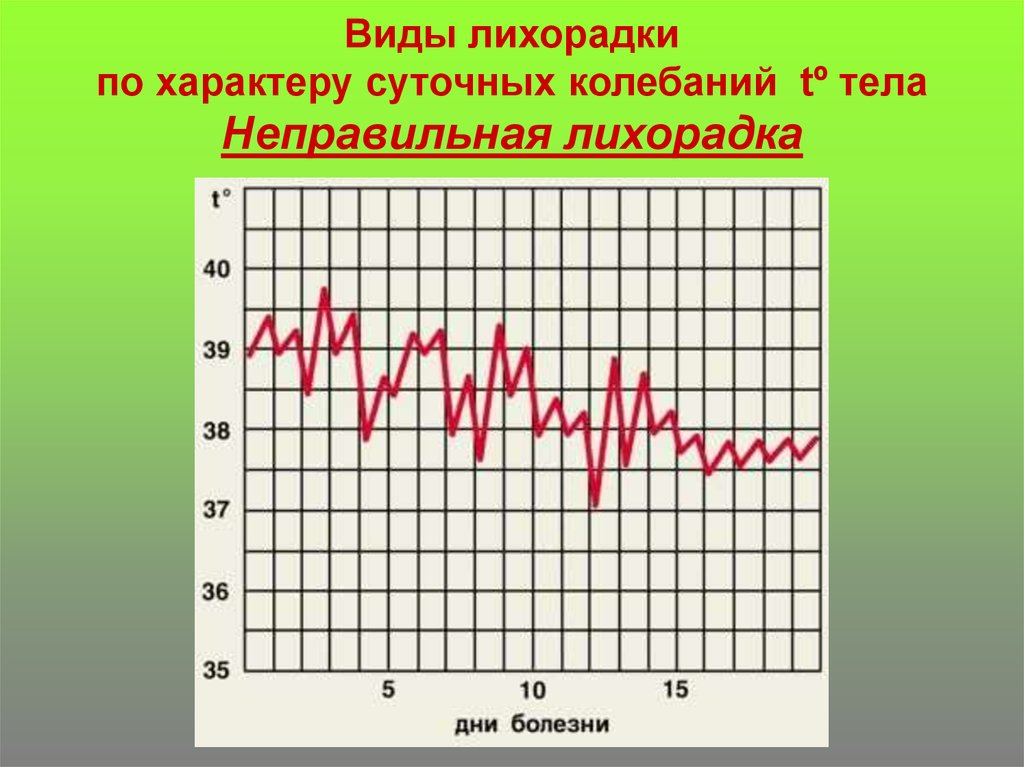 Виды лихорадки
по характеру суточных колебаний tº тела
Неправильная лихорадка
t°
40
39
38
37
36
35
5 10 15
дни болезни